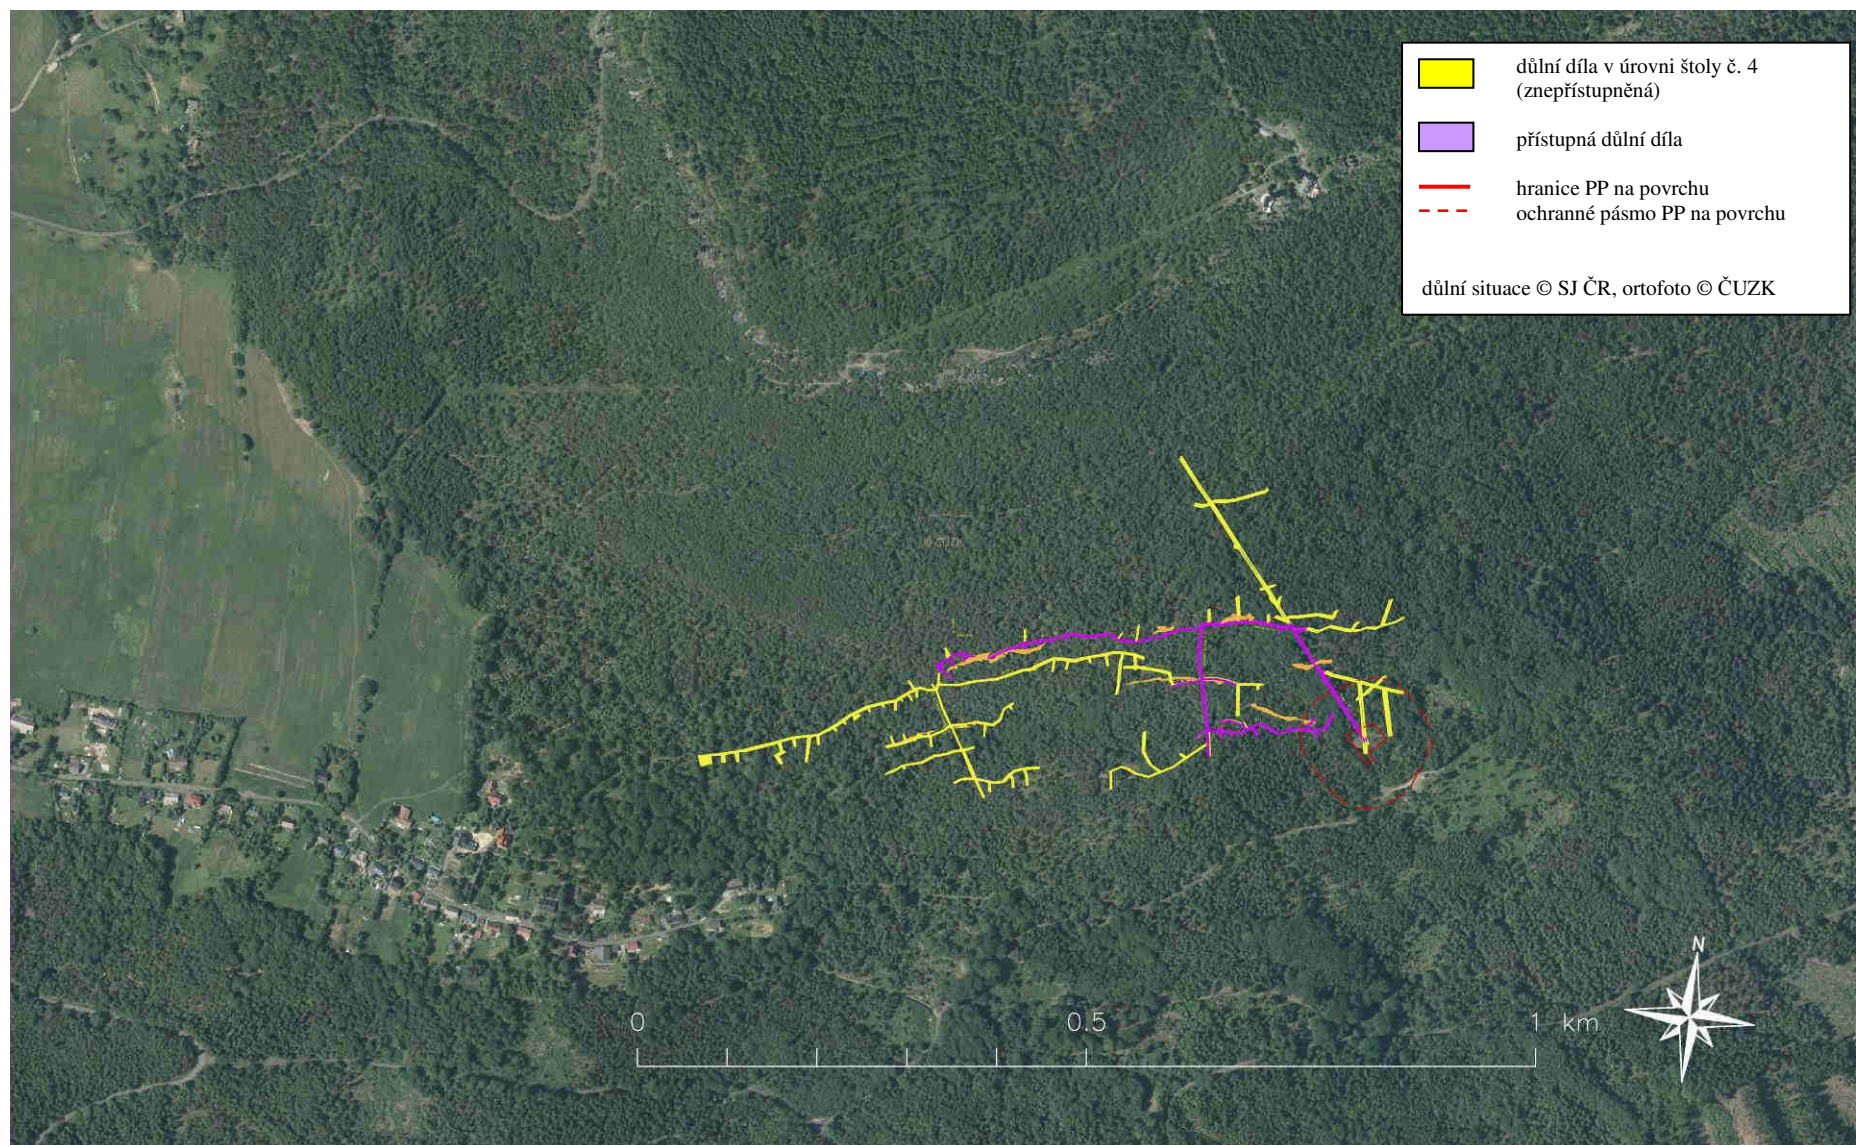 důlní díla v úrovni štoly č. 4
(znepřístupněná)
přístupná důlní díla
hranice PP na povrchu
ochranné pásmo PP na povrchu
důlní situace © SJ ČR, ortofoto © ČUZK
© ČUZK
N
0 0.5 1 km